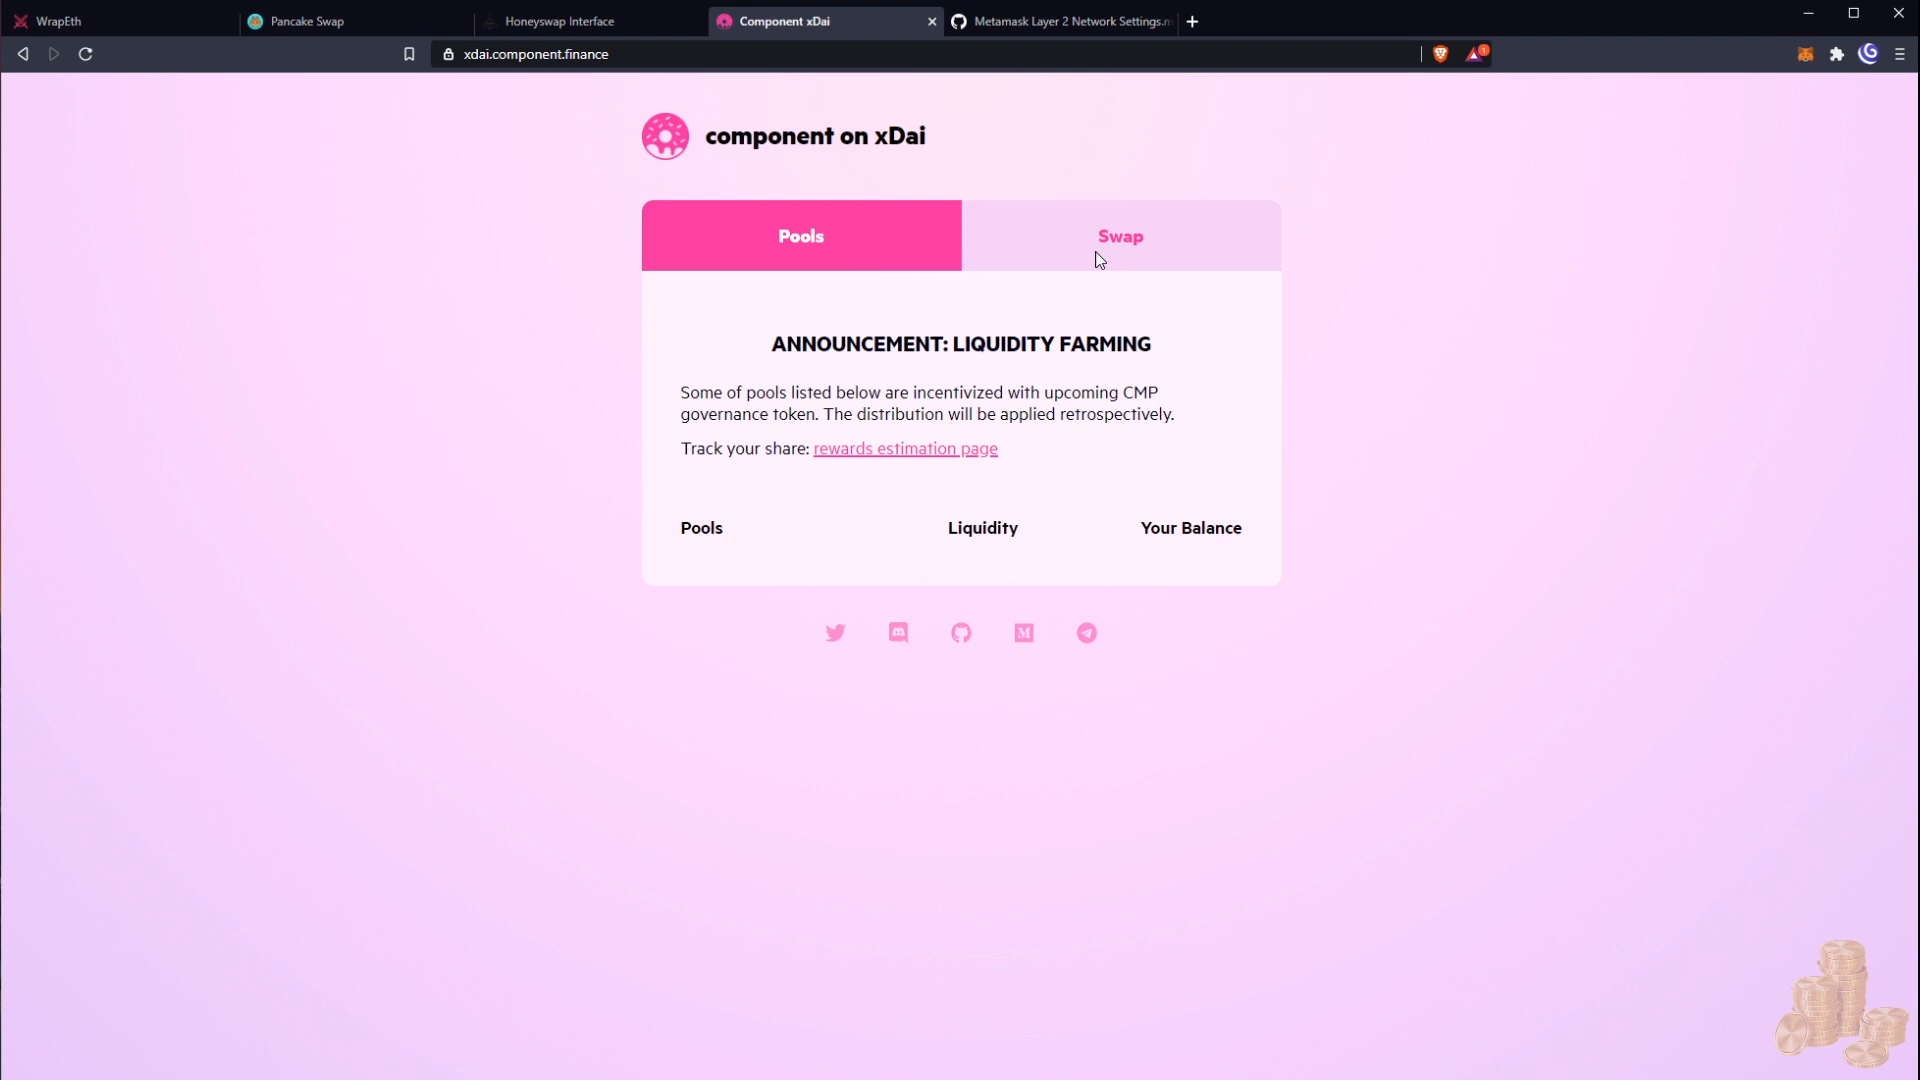 WrapEth
Pancake Swap
Honeyswap Interface
Component xDai
Metamask Layer 2 Network Settings.m
xdai.component.finance
1
component on xDai
Pools
Swap
ANNOUNCEMENT: LIQUIDITY FARMING
Some of pools listed below are incentivized with upcoming CMP
governance token. The distribution will be applied retrospectively.
Track your share: rewards estimation page
Pools
Liquidity
Your Balance
M